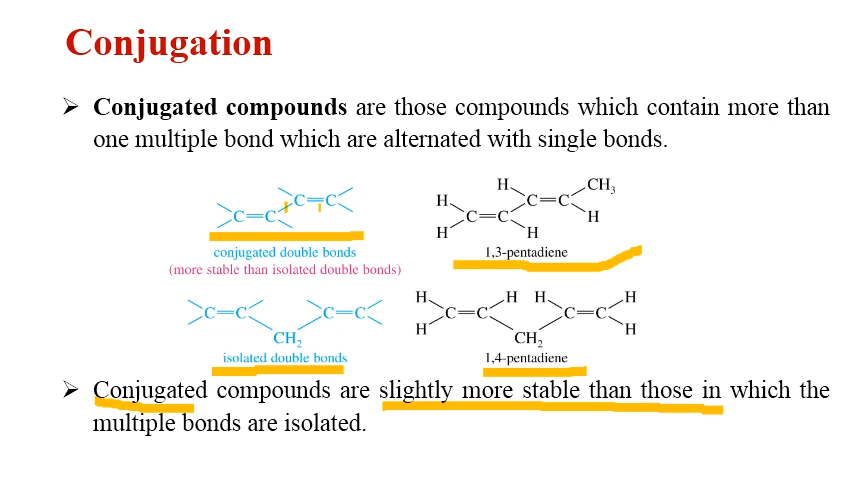 Conjugation
➢ Conjugated compounds are those compounds which contain more than
one multiple bond which are alternated with single bonds.
C=C C=C
conjugated double bonds
(more stable than isolated double bonds)
H H C=C H C=C CH3 H H
1,3-pentadiene
C=C CH2 C=C
isolated double bonds
H H C=C H CH2 H C=C H H
1,4-pentadiene
➢ Conjugated compounds are slightly more stable than those in which the
multiple bonds are isolated.